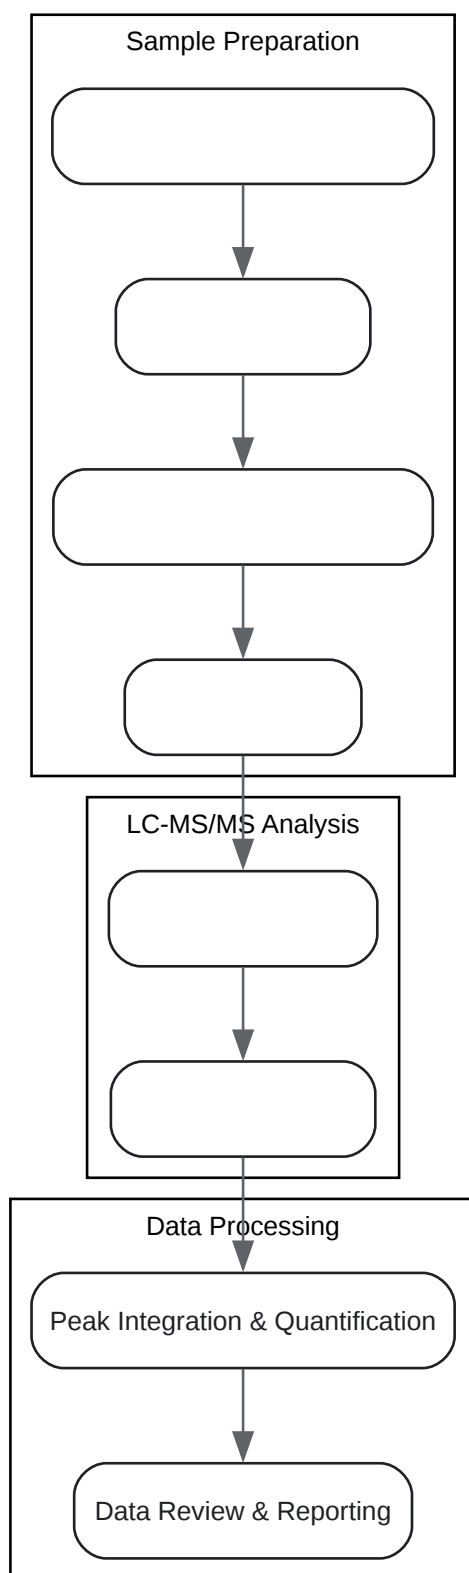 Sample Preparation
LC-MS/MS Analysis
Data Processing
Peak Integration & Quantification
Data Review & Reporting